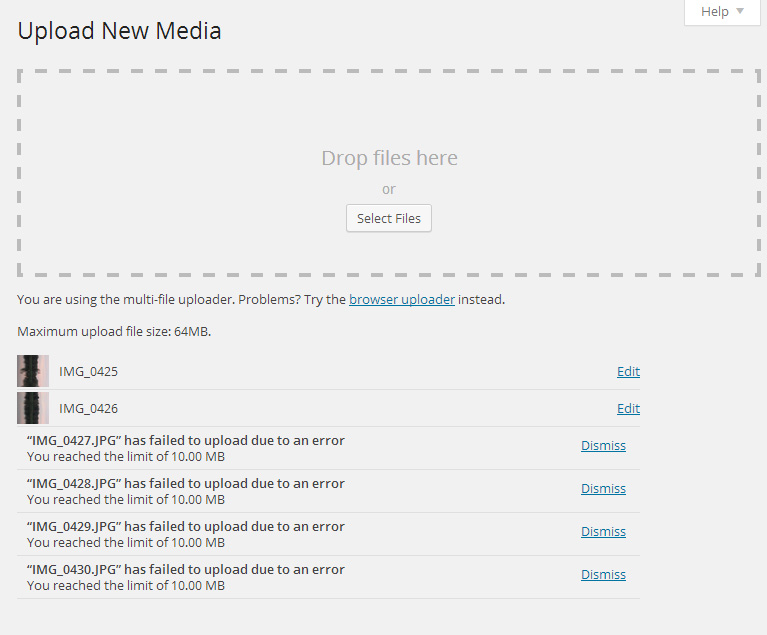 Help
Upload New Media
Drop files here
or
Select Files
You are using the multi-file uploader. Problems? Try the browser uploader instead.
Maximum upload file size: 64MB.
IMG_0425 Edit
IMG_0426 Edit
“IMG_0427.JPG” has failed to upload due to an error
Dismiss
You reached the limit of 10.00 MB
“IMG_0428.JPG” has failed to upload due to an error
Dismiss
You reached the limit of 10.00 MB
“IMG_0429.JPG” has failed to upload due to an error
Dismiss
You reached the limit of 10.00 MB
“IMG_0430.JPG” has failed to upload due to an error
Dismiss
You reached the limit of 10.00 MB